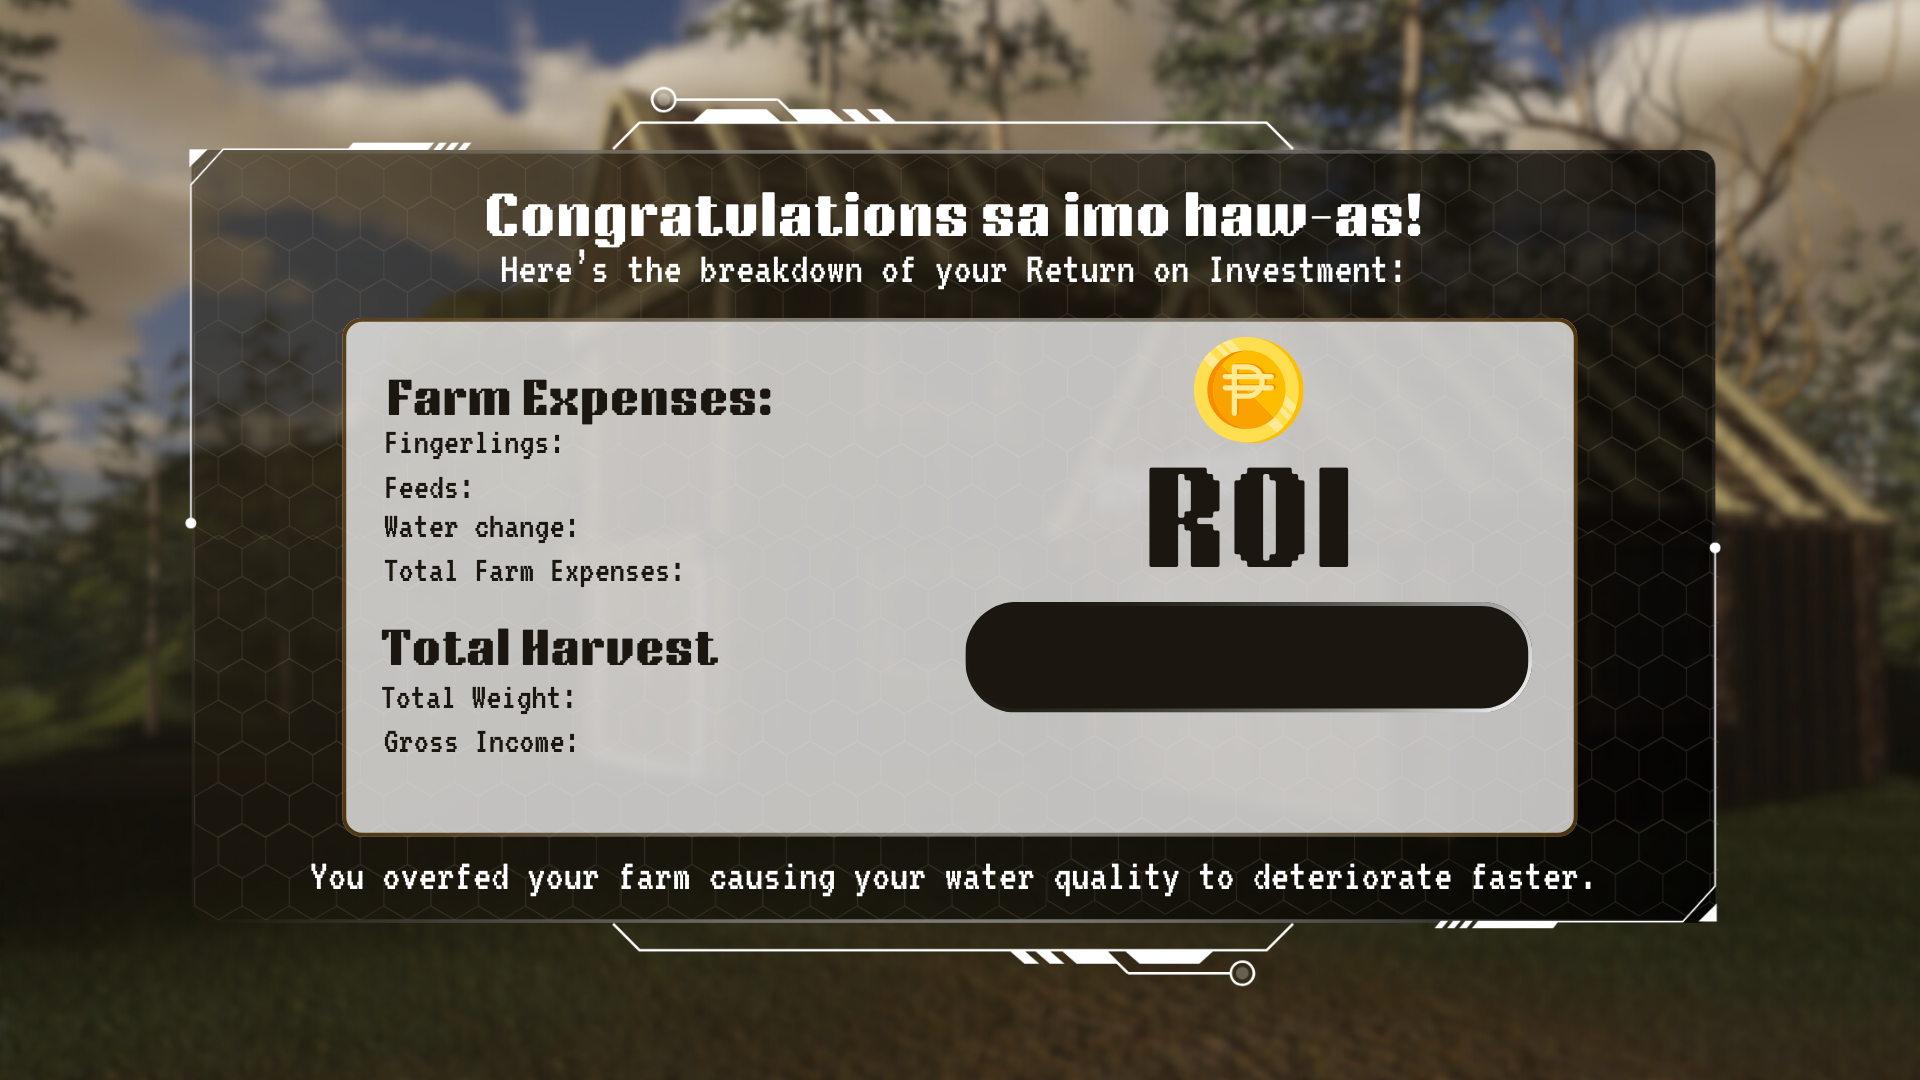 Congratulations sa imo haw-as!
Here's the breakdown of your Return on Investment:
Farm Expenses:
Fingerlings:
Feeds:
Water change:
Total Farm Expenses:
Total Harvest
Total Weight:
Gross Income:
₱
ROI
You overfed your farm causing your water quality to deteriorate faster.